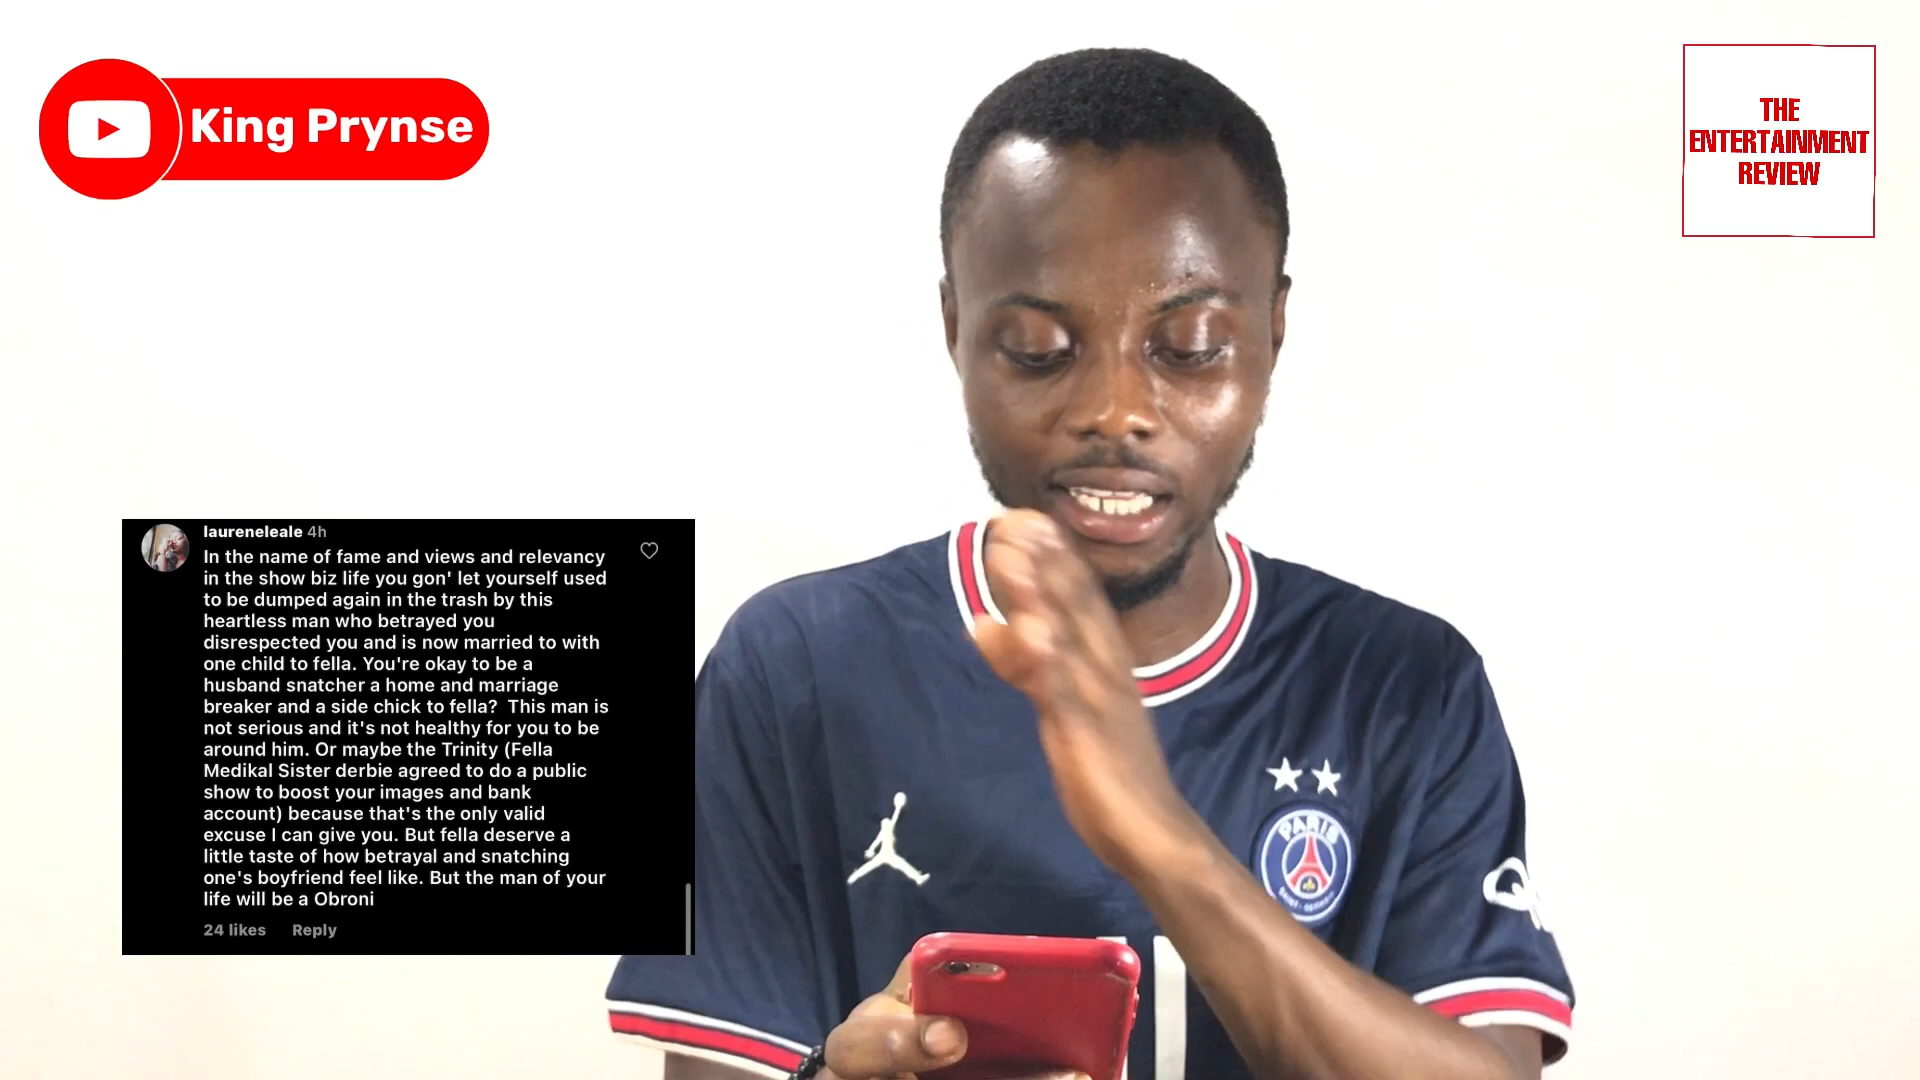 King Prynse
THE
ENTERTAINMENT
REVIEW
laureneleale 4h
In the name of fame and views and relevancy
in the show biz life you gon' let yourself used
to be dumped again in the trash by this
heartless man who betrayed you
disrespected you and is now married to with
one child to fella. You're okay to be a
husband snatcher a home and marriage
breaker and a side chick to fella?  This man is
not serious and it's not healthy for you to be
around him. Or maybe the Trinity (Fella
Medikal Sister derbie agreed to do a public
show to boost your images and bank
account) because that's the only valid
excuse I can give you. But fella deserve a
little taste of how betrayal and snatching
one's boyfriend feel like. But the man of your
life will be a Obroni
24 likes Reply
PARIS
SAINT-GERMAIN